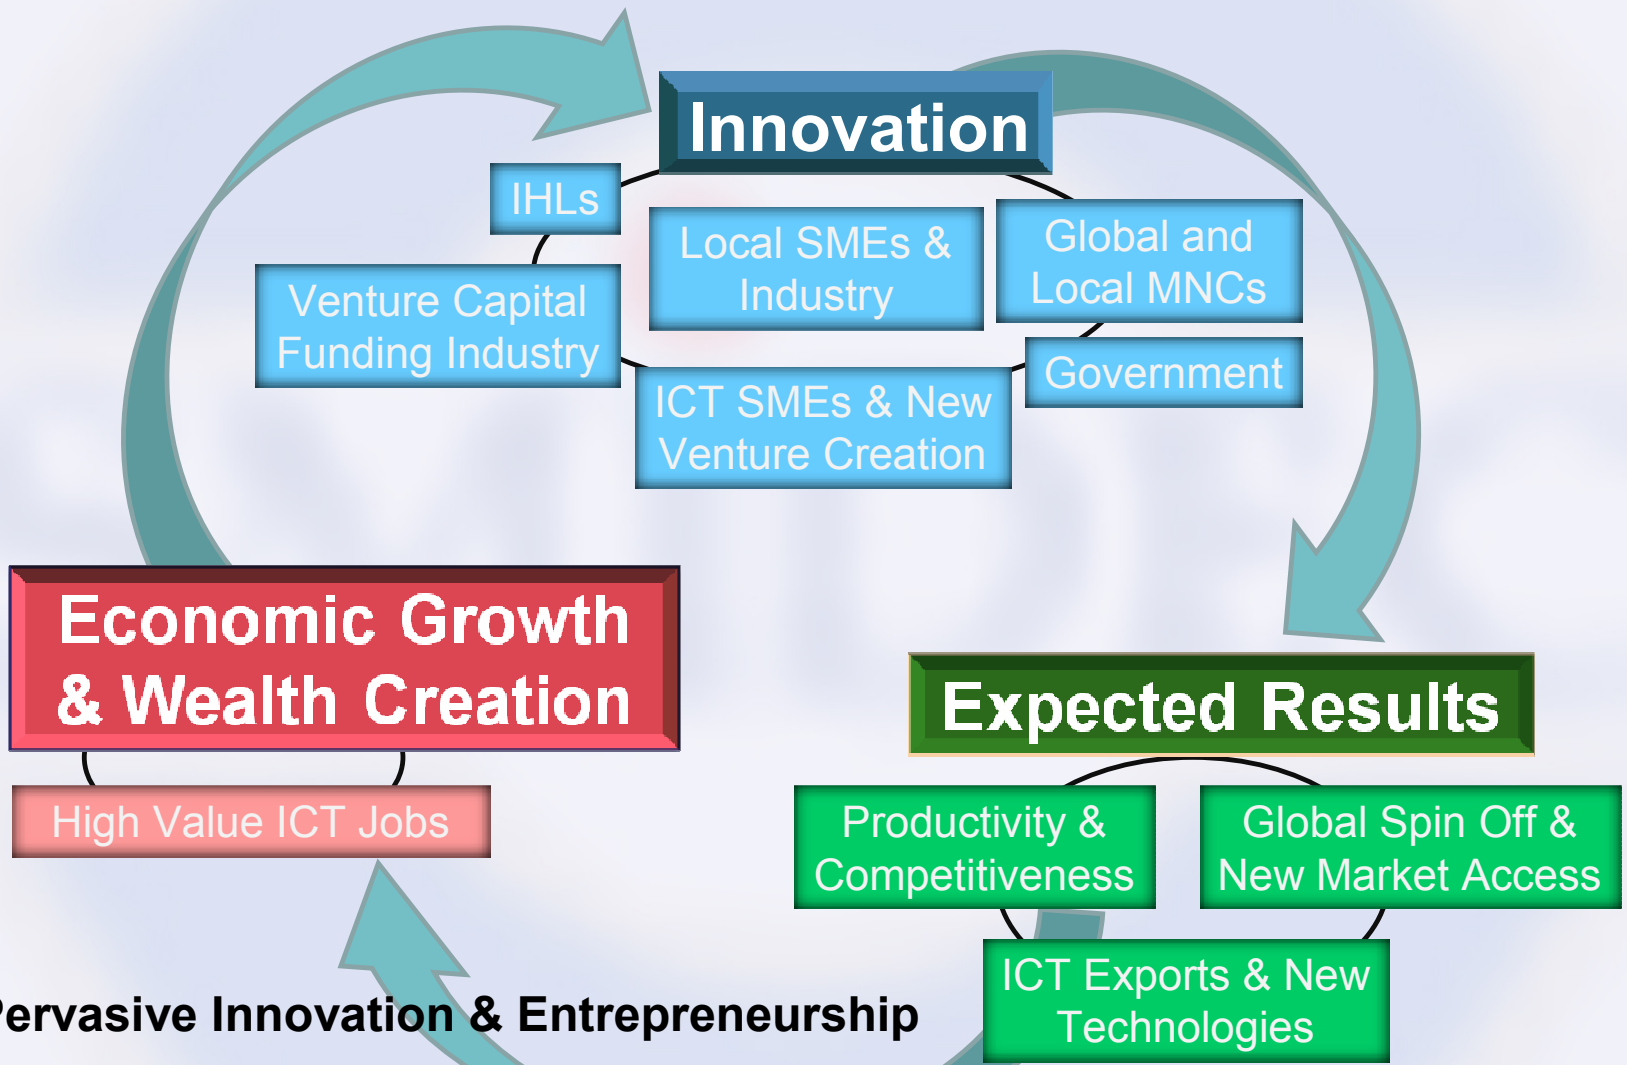 Innovation
IHLs
Local SMEs &
Industry
Global and
Local MNCs
Venture Capital
Funding Industry
Government
ICT SMEs & New
Venture Creation
Economic Growth
& Wealth Creation
Expected Results
High Value ICT Jobs
Productivity &
Competitiveness
Global Spin Off &
New Market Access
ICT Exports & New
Technologies
Pervasive Innovation & Entrepreneurship